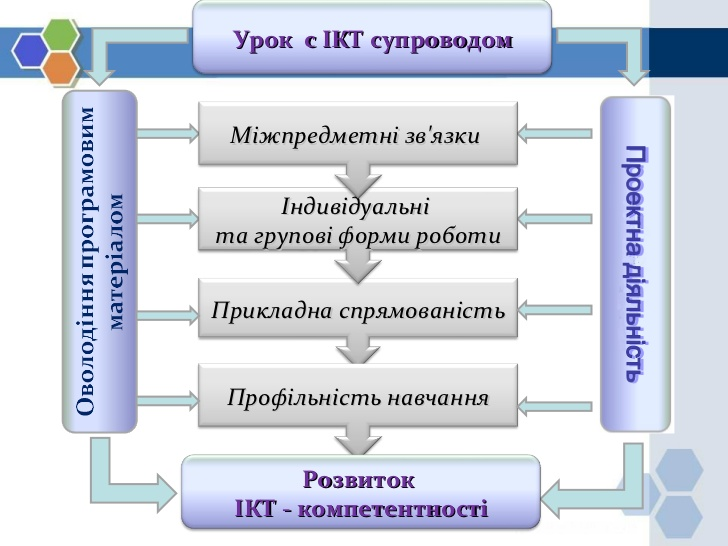 Урок с ІКТ супроводом
Оволодіння програмовим
матеріалом
Міжпредметні зв'язки
Індивідуальні
та групові форми роботи
Прикладна спрямованість
Профільність навчання
Проектна діяльність
Розвиток
ІКТ - компетентності